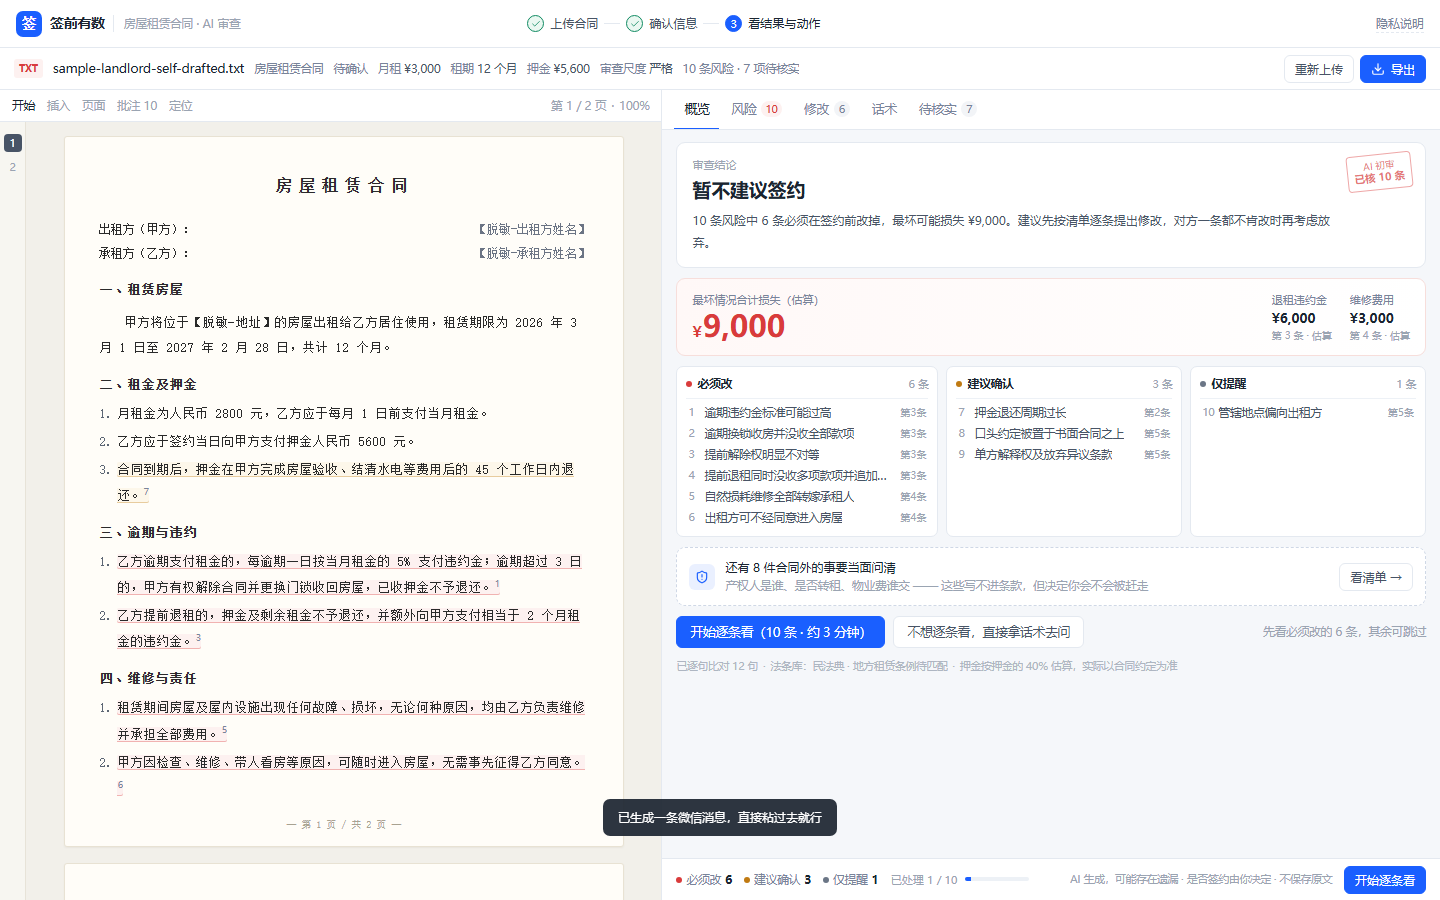 签 签前有数 房屋租赁合同 · AI 审查
上传合同 确认信息 3 看结果与动作
隐私说明
TXT sample-landlord-self-drafted.txt 房屋租赁合同 待确认 月租 ¥3,000 租期 12 个月 押金 ¥5,600 审查尺度 严格 10 条风险 · 7 项待核实
重新上传 导出
开始 插入 页面 批注 10 定位 第 1 / 2 页 · 100%
1
2
房屋租赁合同
出租方（甲方）： 【脱敏-出租方姓名】
承租方（乙方）： 【脱敏-承租方姓名】
一、租赁房屋
甲方将位于【脱敏-地址】的房屋出租给乙方居住使用，租赁期限为 2026 年 3
月 1 日至 2027 年 2 月 28 日，共计 12 个月。
二、租金及押金
1. 月租金为人民币 2800 元，乙方应于每月 1 日前支付当月租金。
2. 乙方应于签约当日向甲方支付押金人民币 5600 元。
3. 合同到期后，押金在甲方完成房屋验收、结清水电等费用后的 45 个工作日内退
还。7
三、逾期与违约
1. 乙方逾期支付租金的，每逾期一日按当月租金的 5% 支付违约金；逾期超过 3 日
的，甲方有权解除合同并更换门锁收回房屋，已收押金不予退还。1
2. 乙方提前退租的，押金及剩余租金不予退还，并额外向甲方支付相当于 2 个月租
金的违约金。3
四、维修与责任
1. 租赁期间房屋及屋内设施出现任何故障、损坏，无论何种原因，均由乙方负责维修
并承担全部费用。5
2. 甲方因检查、维修、带人看房等原因，可随时进入房屋，无需事先征得乙方同意。
6
— 第 1 页 / 共 2 页 —
概览 风险 10 修改 6 话术 待核实 7
审查结论
暂不建议签约
10 条风险中 6 条必须在签约前改掉，最坏可能损失 ¥9,000。建议先按清单逐条提出修改，对方一条都不肯改时再考虑放
弃。
AI 初审
已核 10 条
最坏情况合计损失（估算）
¥9,000
退租违约金
¥6,000
第 3 条 · 估算
维修费用
¥3,000
第 4 条 · 估算
必须改 6 条
1 逾期违约金标准可能过高 第3条
2 逾期换锁收房并没收全部款项 第3条
3 提前解除权明显不对等 第3条
4 提前退租同时没收多项款项并追加... 第3条
5 自然损耗维修全部转嫁承租人 第4条
6 出租方可不经同意进入房屋 第4条
建议确认 3 条
7 押金退还周期过长 第2条
8 口头约定被置于书面合同之上 第5条
9 单方解释权及放弃异议条款 第5条
仅提醒 1 条
10 管辖地点偏向出租方 第5条
还有 8 件合同外的事要当面问清
产权人是谁、是否转租、物业费谁交 —— 这些写不进条款，但决定你会不会被赶走
看清单 →
开始逐条看（10 条 · 约 3 分钟） 不想逐条看，直接拿话术去问 先看必须改的 6 条，其余可跳过
已逐句比对 12 句 · 法条库：民法典 · 地方租赁条例待匹配 · 押金按押金的 40% 估算，实际以合同约定为准
已生成一条微信消息，直接粘过去就行
必须改 6 建议确认 3 仅提醒 1 已处理 1 / 10 AI 生成，可能存在遗漏 · 是否签约由你决定 · 不保存原文 开始逐条看